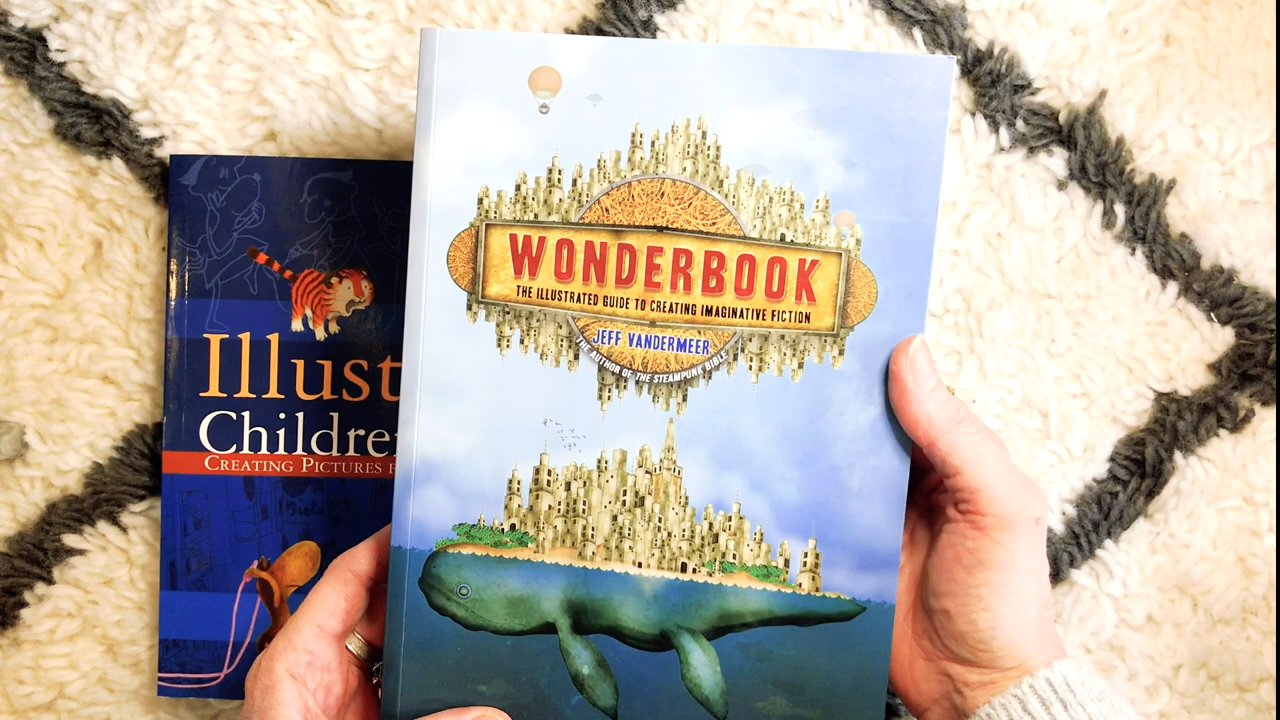 WONDERBOOK
THE ILLUSTRATED GUIDE TO CREATING IMAGINATIVE FICTION
JEFF VANDERMEER
THE AUTHOR OF THE STEAMPUNK BIBLE
Illust
Childre
CREATING PICTURES F